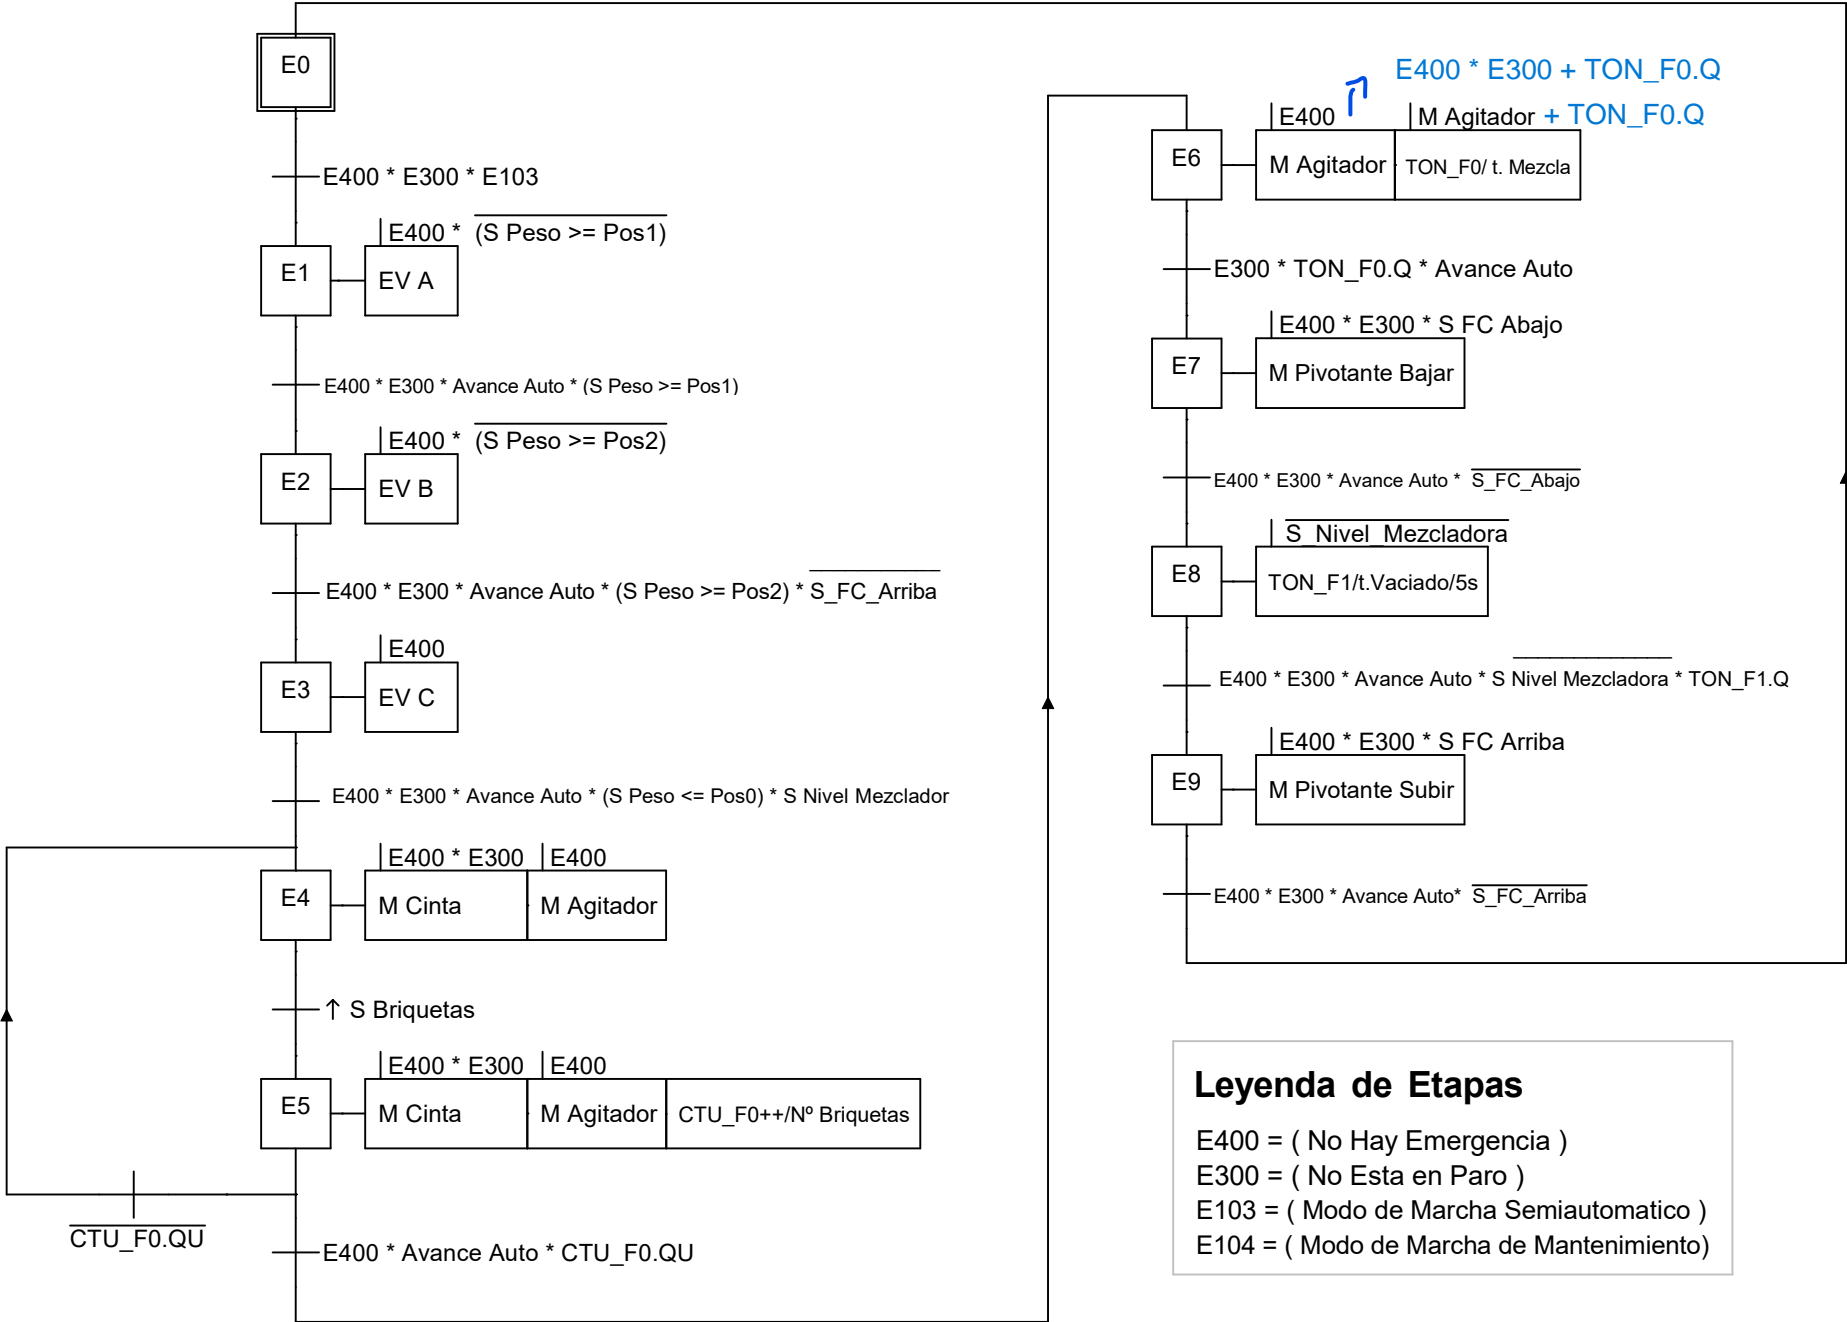 E0
E400 * E300 * E103
E400 * (S Peso >= Pos1)
E1
EV A
E400 * E300 * Avance Auto * (S Peso >= Pos1)
E400 * (S Peso >= Pos2)
E2
EV B
E400 * E300 * Avance Auto * (S Peso >= Pos2) * S_FC_Arriba
E400
E3
EV C
E400 * E300 * Avance Auto * (S Peso <= Pos0) * S Nivel Mezclador
E400 * E300 E400
E4
M Cinta M Agitador
↑ S Briquetas
E400 * E300 E400
E5
M Cinta M Agitador CTU_F0++/Nº Briquetas
CTU_F0.QU
E400 * Avance Auto * CTU_F0.QU
E400 * E300 + TON_F0.Q
E400 M Agitador + TON_F0.Q
E6
M Agitador TON_F0/ t. Mezcla
E300 * TON_F0.Q * Avance Auto
E400 * E300 * S FC Abajo
E7
M Pivotante Bajar
E400 * E300 * Avance Auto * S_FC_Abajo
S_Nivel_Mezcladora
E8
TON_F1/t.Vaciado/5s
E400 * E300 * Avance Auto * S Nivel Mezcladora * TON_F1.Q
E400 * E300 * S FC Arriba
E9
M Pivotante Subir
E400 * E300 * Avance Auto* S_FC_Arriba
Leyenda de Etapas
E400 = ( No Hay Emergencia )
E300 = ( No Esta en Paro )
E103 = ( Modo de Marcha Semiautomatico )
E104 = ( Modo de Marcha de Mantenimiento)